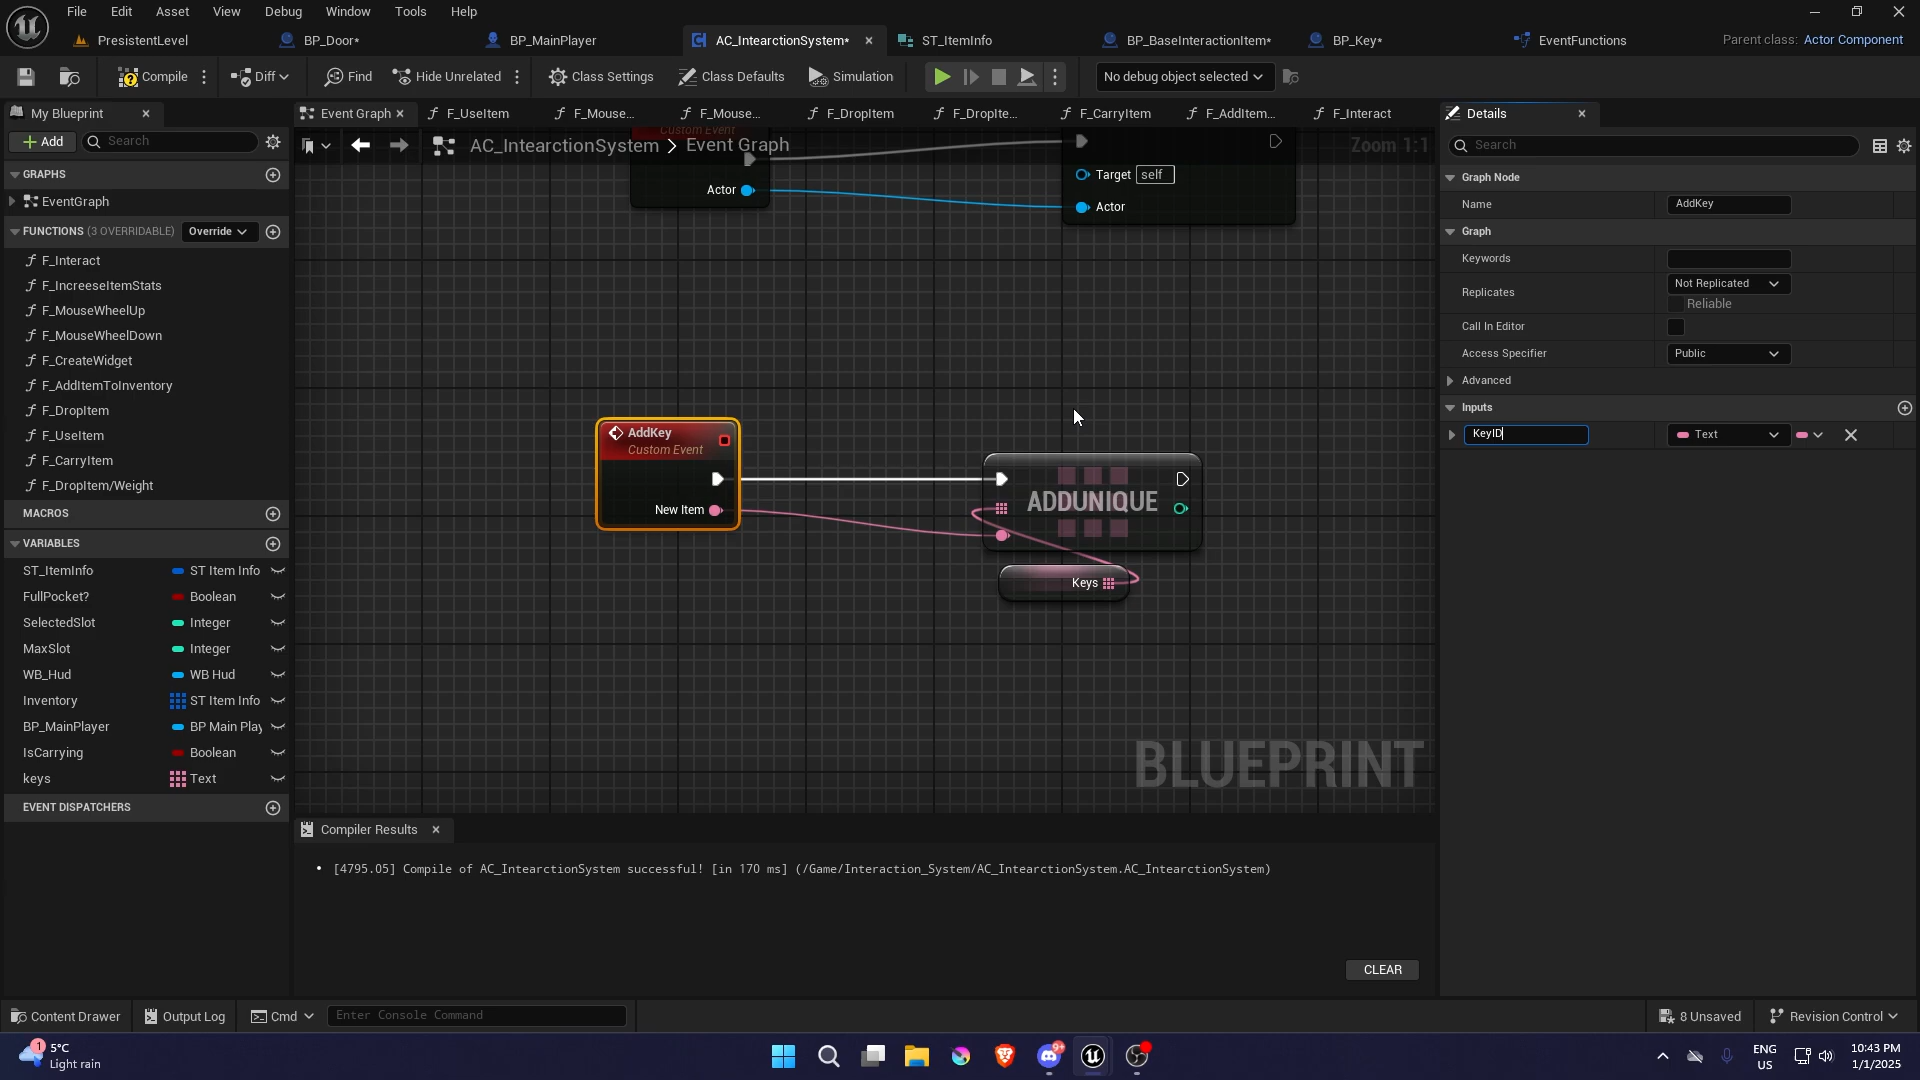 File Edit Asset View Debug Window Tools Help
PresistentLevel BP_Door* BP_MainPlayer AC_IntearctionSystem* ST_ItemInfo BP_BaseInteractionItem* BP_Key* EventFunctions Parent class: Actor Component
Compile Diff Find Hide Unrelated Class Settings Class Defaults Simulation No debug object selected
My Blueprint Event Graph F_UseItem F_Mouse... F_Mouse... F_DropItem F_DropIte... F_CarryItem F_AddItem... F_Interact Details
Add Search AC_IntearctionSystem > Event Graph Zoom 1:1 Search
Custom Event
GRAPHS
EventGraph
FUNCTIONS (3 OVERRIDABLE) Override
F_Interact
F_IncreeseItemStats
F_MouseWheelUp
F_MouseWheelDown
F_CreateWidget
F_AddItemToInventory
F_DropItem
F_UseItem
F_CarryItem
F_DropItem/Weight
MACROS
VARIABLES
ST_ItemInfo ST Item Info
FullPocket? Boolean
SelectedSlot Integer
MaxSlot Integer
WB_Hud WB Hud
Inventory ST Item Info
BP_MainPlayer BP Main Play
IsCarrying Boolean
keys Text
EVENT DISPATCHERS
Actor
Target self
Actor
AddKey
Custom Event
New Item
ADDUNIQUE
Keys
BLUEPRINT
Graph Node
Name AddKey
Graph
Keywords
Replicates Not Replicated
Reliable
Call In Editor
Access Specifier Public
Advanced
Inputs
KeyID Text
Compiler Results
• [4795.05] Compile of AC_IntearctionSystem successful! [in 170 ms] (/Game/Interaction_System/AC_IntearctionSystem.AC_IntearctionSystem)
CLEAR
Content Drawer Output Log Cmd Enter Console Command 8 Unsaved Revision Control
1 5°C
Light rain
9+
ENG
US
10:43 PM
1/1/2025